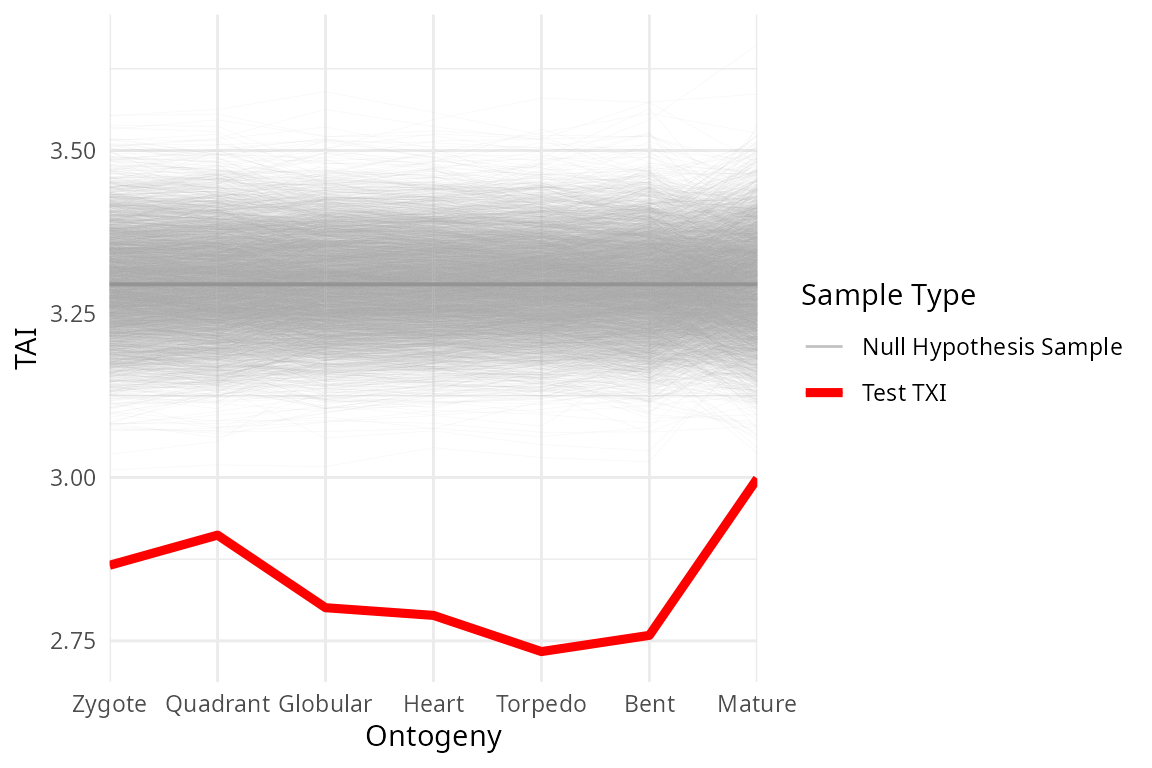 3.50
3.25
3.00
2.75
TAI
Zygote Quadrant Globular Heart Torpedo Bent Mature
Ontogeny
Sample Type
Null Hypothesis Sample
Test TXI